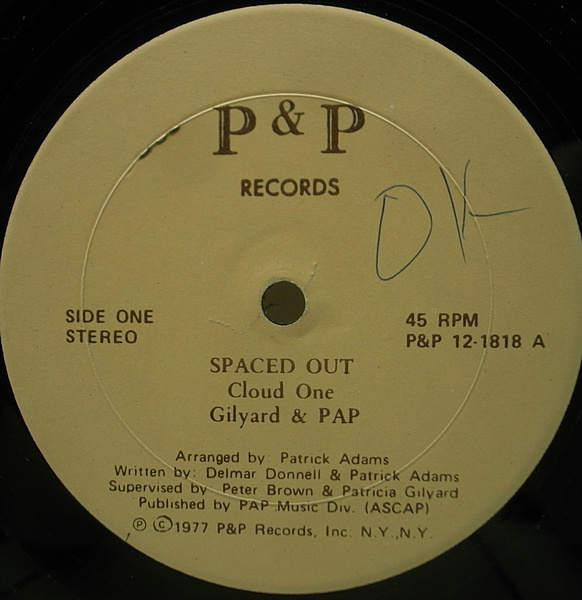 P & P
RECORDS
DK
SIDE ONE
STEREO
45 RPM
P&P 12-1818 A
SPACED OUT
Cloud One
Gilyard & PAP
Arranged by: Patrick Adams
Written by: Delmar Donnell & Patrick Adams
Supervised by: Peter Brown & Patricia Gilyard
Published by PAP Music Div. (ASCAP)
℗ © 1977 P&P Records, Inc. N.Y.,N.Y.